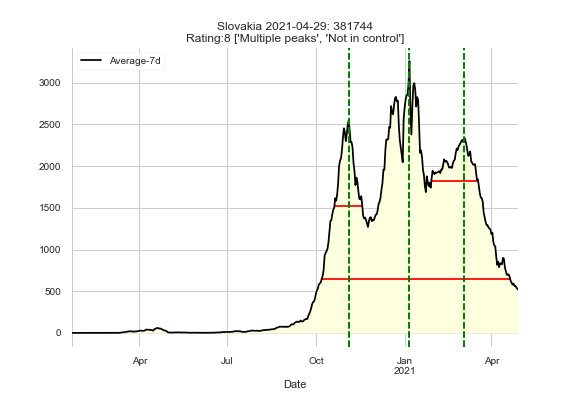 Slovakia 2021-04-29: 381744
Rating:8 ['Multiple peaks', 'Not in control']
Average-7d
3000
2500
2000
1500
1000
500
0
Apr
Jul
Oct
Jan
2021
Apr
Date